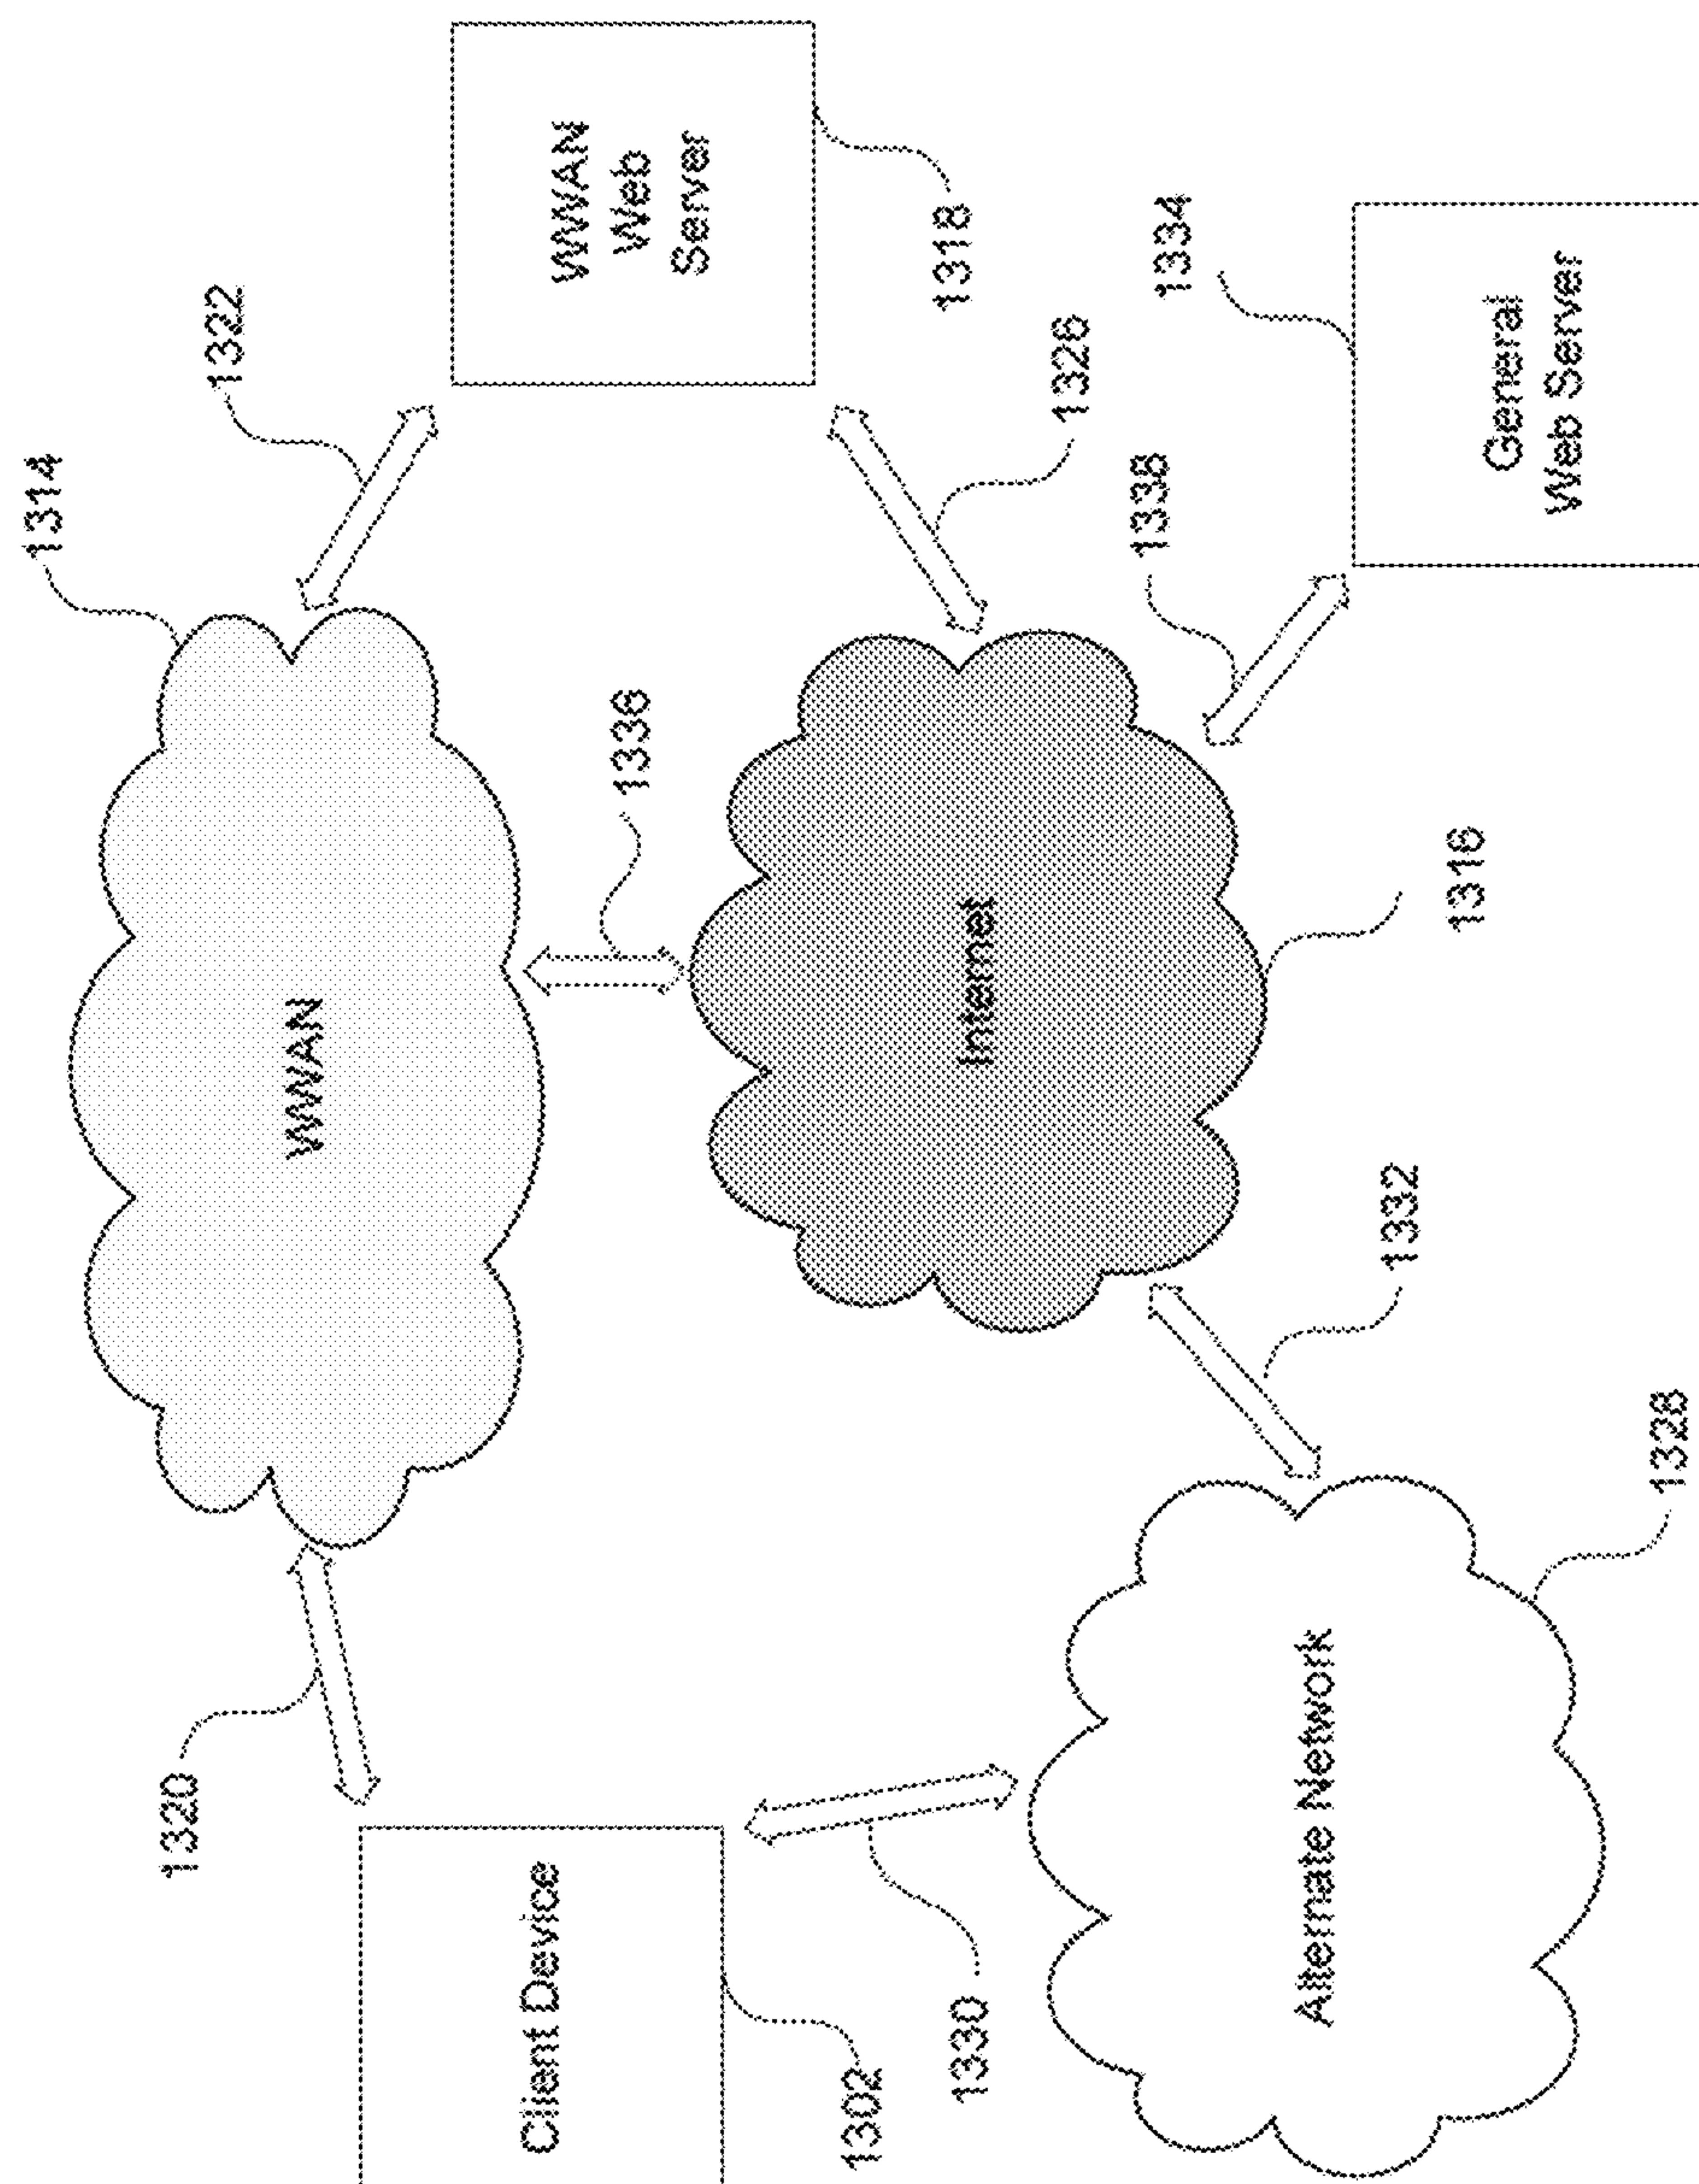 1314
1320
1322
WWAN
Client Device
WWAN
Web
Server
1336
1302
1318
1330
Internet
1326
1338
1334
Alternate Network
1332
1316
General
Web Server
1328